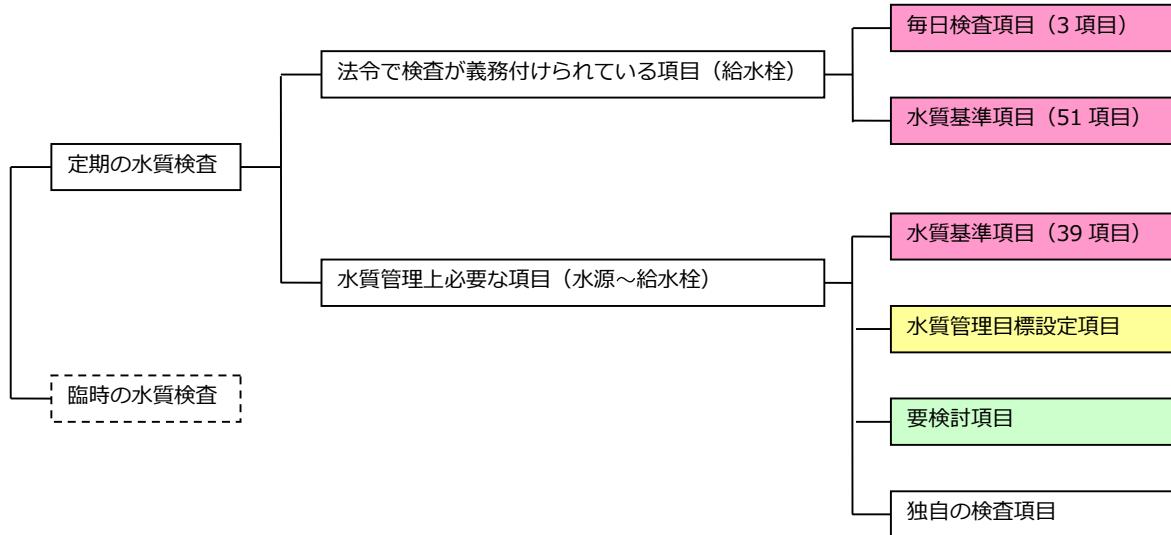 毎日検査項目（3 項目）
法令で検査が義務付けられている項目（給水栓）
水質基準項目（51 項目）
定期の水質検査
水質基準項目（39 項目）
水質管理上必要な項目（水源～給水栓）
水質管理目標設定項目
臨時の水質検査
要検討項目
独自の検査項目